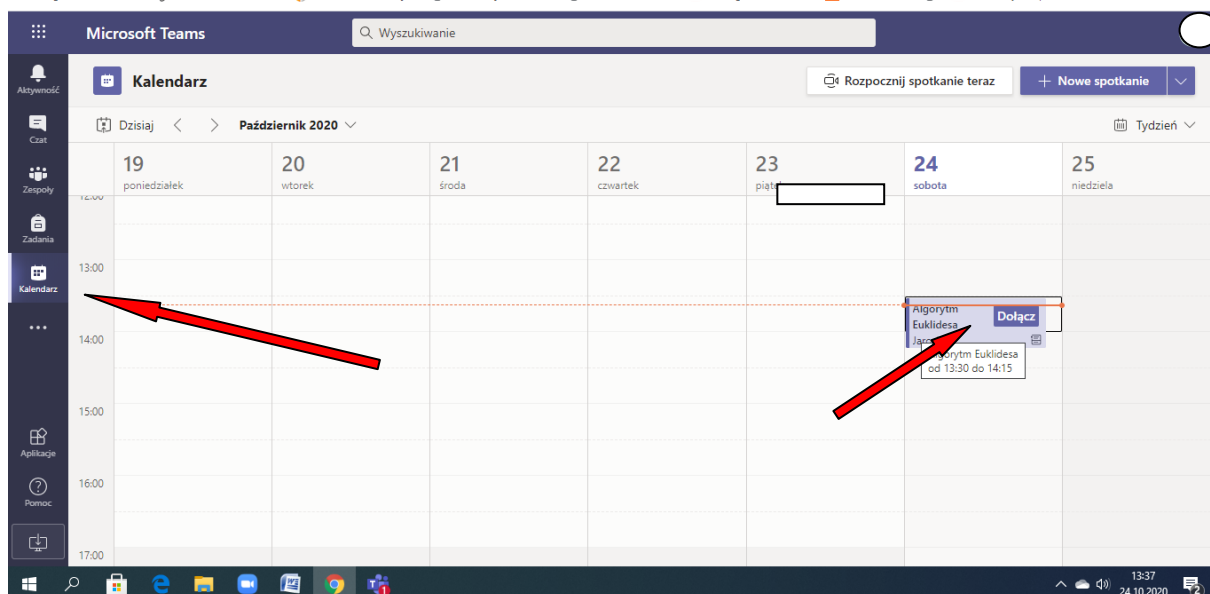 Microsoft Teams
Wyszukiwanie
Aktywność
Czat
Zespoły
Zadania
Kalendarz
Aplikacje
Pomoc
Kalendarz
Rozpocznij spotkanie teraz
Nowe spotkanie
Dzisiaj
Październik 2020
Tydzień
19 20 21 22 23 24 25
poniedziałek wtorek środa czwartek sobota niedziela
12:00
13:00
14:00
15:00
16:00
17:00
Algorytm
Euklidesa
Dołącz
Euklidesa
od 13:30 do 14:15
13:37
24.10.2020